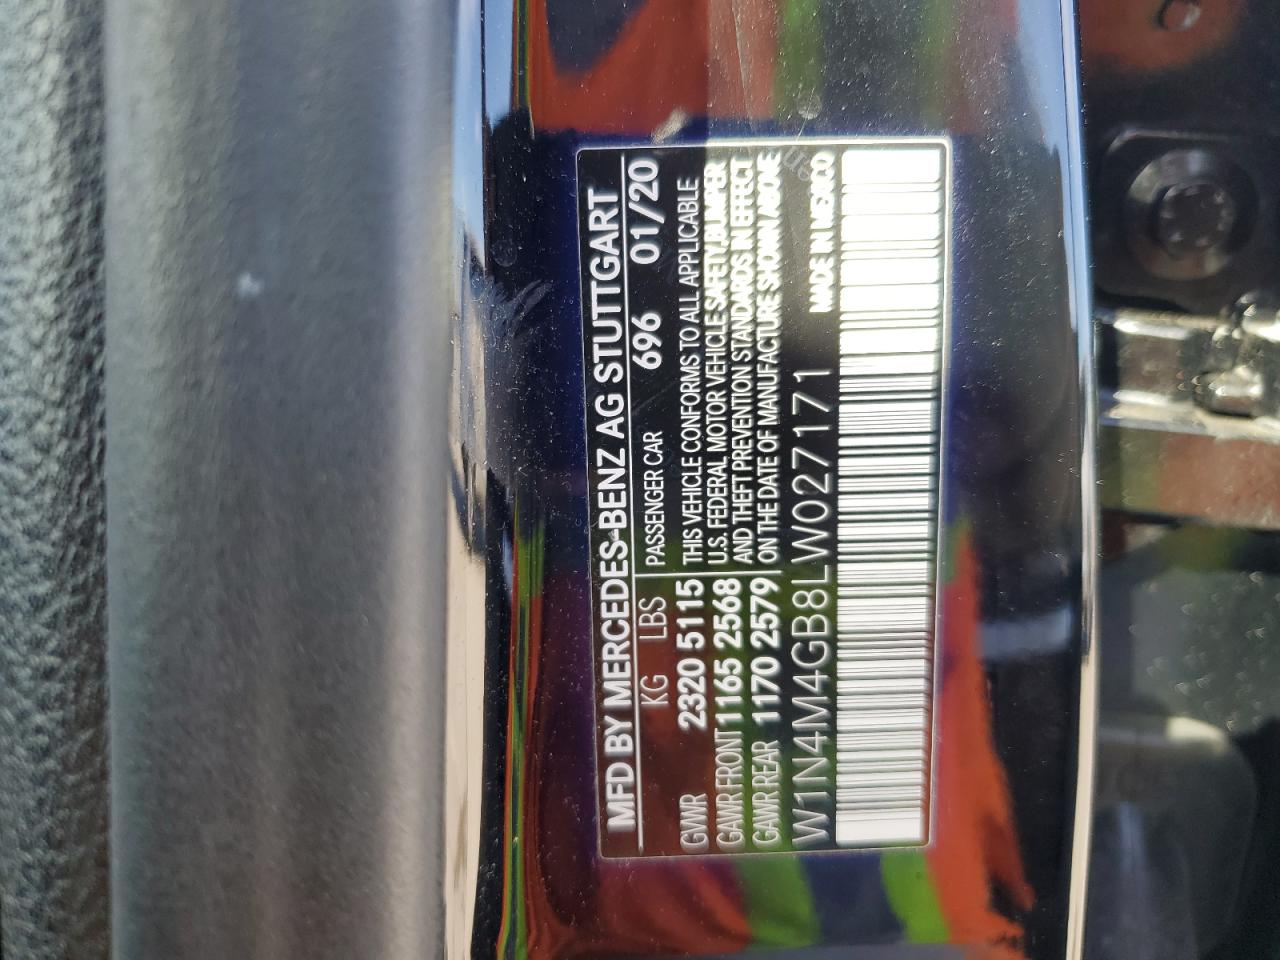 MFD BY MERCEDES-BENZ AG STUTTGART
KG LBS PASSENGER CAR 696 01/20
GVWR 2320 5115 THIS VEHICLE CONFORMS TO ALL APPLICABLE
GAWR FRONT 1165 2568 U.S. FEDERAL MOTOR VEHICLE SAFETY, BUMPER
GAWR REAR 1170 2579 AND THEFT PREVENTION STANDARDS IN EFFECT
ON THE DATE OF MANUFACTURE SHOWN ABOVE
W1N4M4GB8LW027171 MADE IN MEXICO